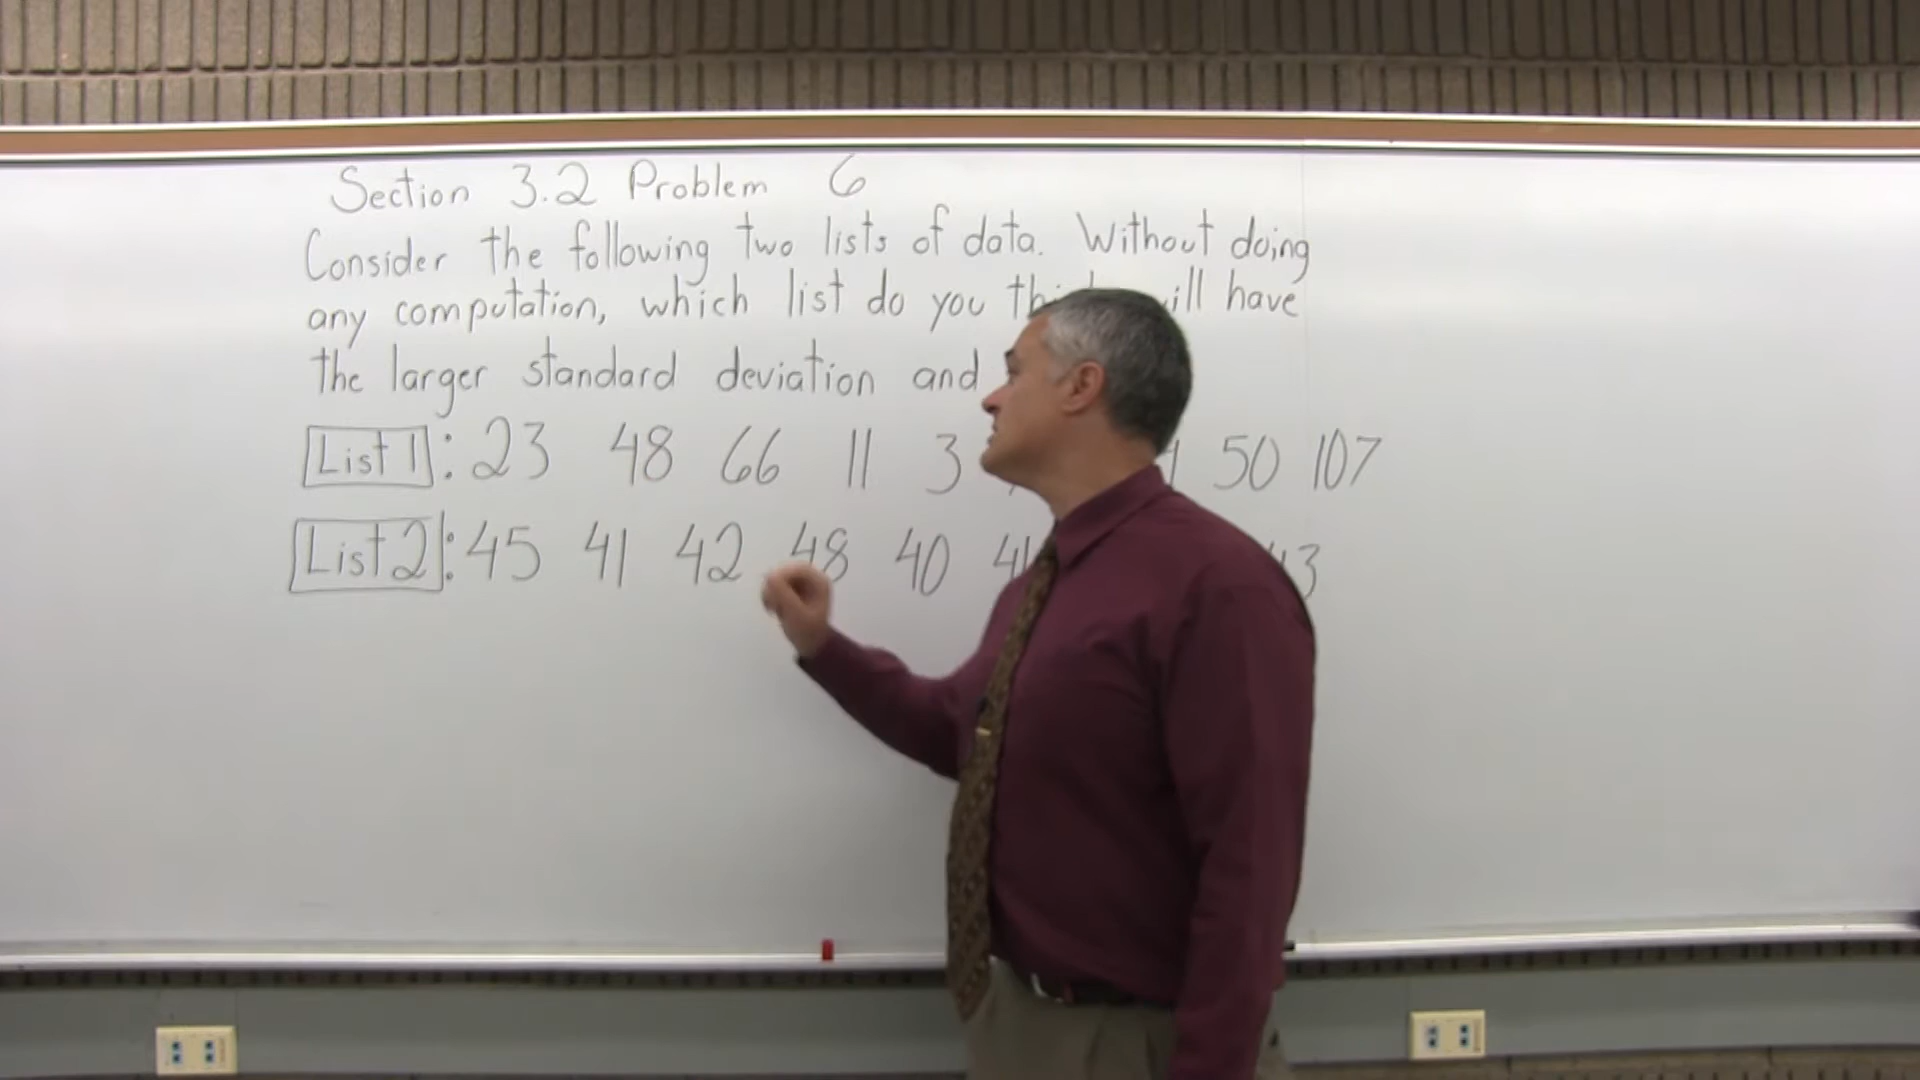 Section 3.2 Problem 6
Consider the following two lists of data. Without doing
any computation, which list do you will have
the larger standard deviation and
List 1: 23 48 66 11 3 50 107
List 2: 45 41 42 48 40